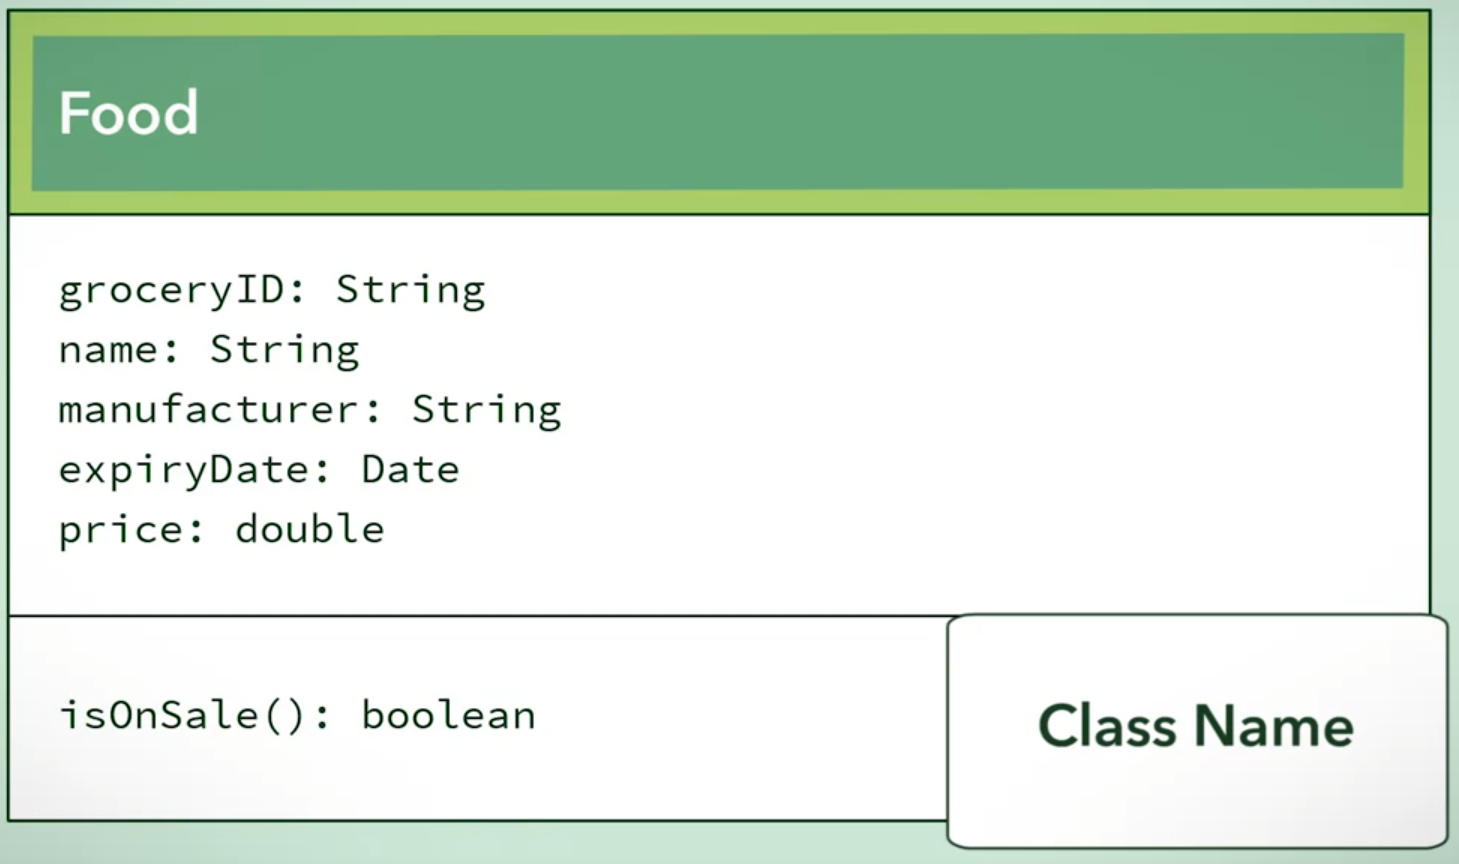 Food
groceryID: String
name: String
manufacturer: String
expiryDate: Date
price: double
isOnSale(): boolean
Class Name